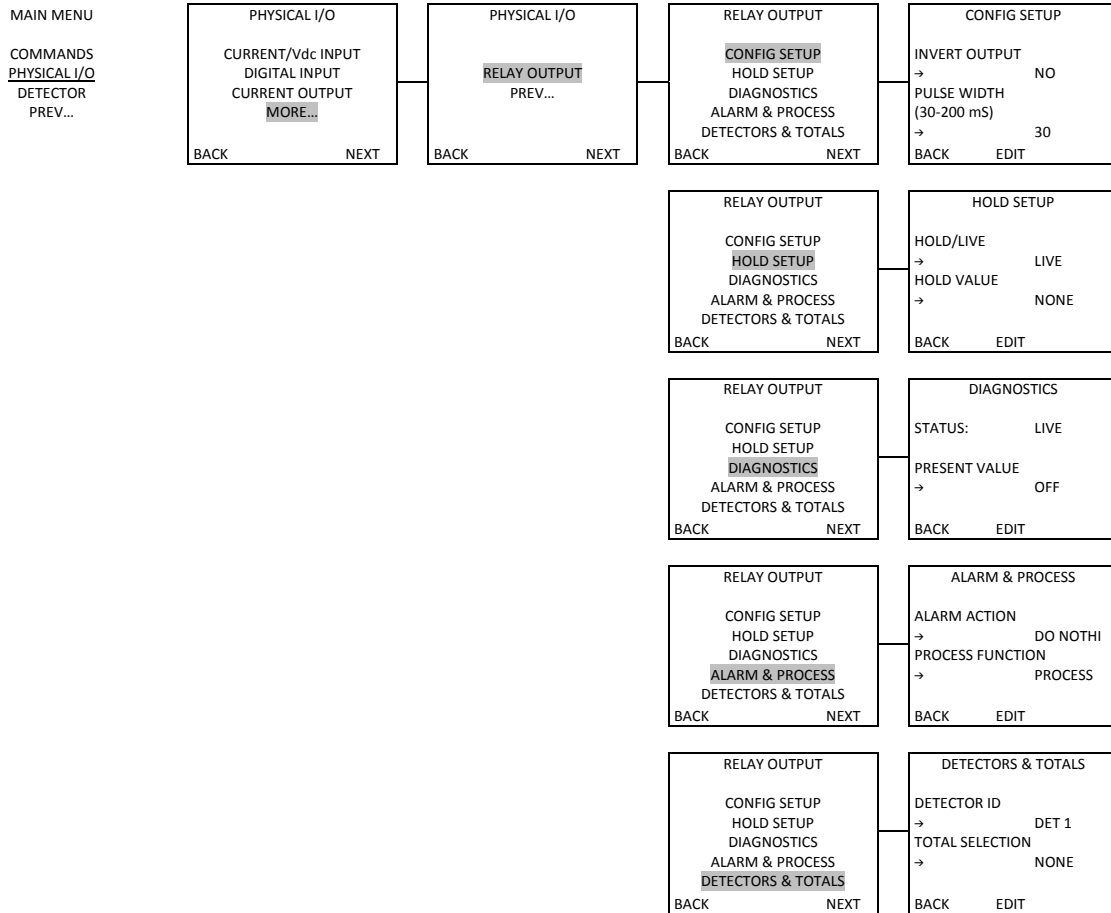 MAIN MENU
COMMANDS
PHYSICAL I/O
DETECTOR
PREV...
PHYSICAL I/O
CURRENT/Vdc INPUT
DIGITAL INPUT
CURRENT OUTPUT
MORE...
BACK NEXT
PHYSICAL I/O
RELAY OUTPUT
PREV...
BACK NEXT
RELAY OUTPUT
CONFIG SETUP
HOLD SETUP
DIAGNOSTICS
ALARM & PROCESS
DETECTORS & TOTALS
BACK NEXT
CONFIG SETUP
INVERT OUTPUT
→ NO
PULSE WIDTH
(30-200 mS)
→ 30
BACK EDIT
RELAY OUTPUT
CONFIG SETUP
HOLD SETUP
DIAGNOSTICS
ALARM & PROCESS
DETECTORS & TOTALS
BACK NEXT
HOLD SETUP
HOLD/LIVE
→ LIVE
HOLD VALUE
→ NONE
BACK EDIT
RELAY OUTPUT
CONFIG SETUP
HOLD SETUP
DIAGNOSTICS
ALARM & PROCESS
DETECTORS & TOTALS
BACK NEXT
DIAGNOSTICS
STATUS: LIVE
PRESENT VALUE
→ OFF
BACK EDIT
RELAY OUTPUT
CONFIG SETUP
HOLD SETUP
DIAGNOSTICS
ALARM & PROCESS
DETECTORS & TOTALS
BACK NEXT
ALARM & PROCESS
ALARM ACTION
→ DO NOTHI
PROCESS FUNCTION
→ PROCESS
BACK EDIT
RELAY OUTPUT
CONFIG SETUP
HOLD SETUP
DIAGNOSTICS
ALARM & PROCESS
DETECTORS & TOTALS
BACK NEXT
DETECTORS & TOTALS
DETECTOR ID
→ DET 1
TOTAL SELECTION
→ NONE
BACK EDIT